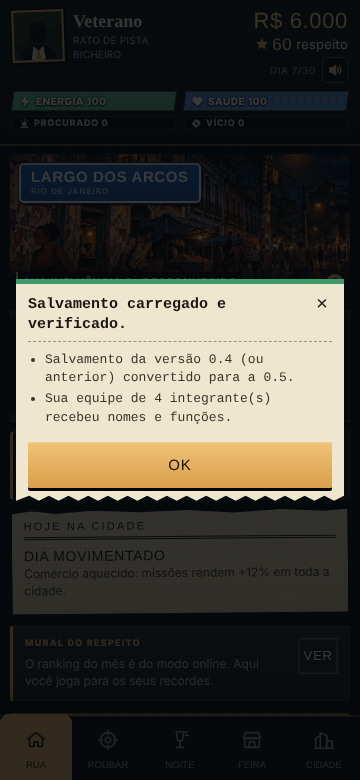 Veterano
RATO DE PISTA
BICHEIRO
R$ 6.000
60 respeito
DIA 7/30
ENERGIA 100
SAÚDE 100
PROCURADO 0
VÍCIO 0
LARGO DOS ARCOS
RIO DE JANEIRO
Salvamento carregado e
verificado.
×
• Salvamento da versão 0.4 (ou
anterior) convertido para a 0.5.
• Sua equipe de 4 integrante(s)
recebeu nomes e funções.
OK
HOJE NA CIDADE
DIA MOVIMENTADO
Comércio aquecido: missões rendem +12% em toda a
cidade.
MURAL DO RESPEITO
O ranking do mês é do modo online. Aqui
você joga para os seus recordes.
VER
RUA
ROUBAR
NOITE
FEIRA
CIDADE